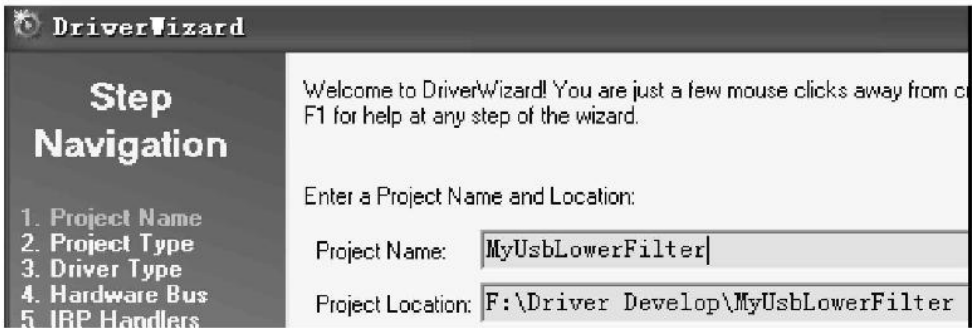 DriverWizard
Step
Navigation
1. Project Name
2. Project Type
3. Driver Type
4. Hardware Bus
5. IRP Handlers
Welcome to DriverWizard! You are just a few mouse clicks away from
F1 for help at any step of the wizard.
Enter a Project Name and Location:
Project Name: MyUsbLowerFilter
Project Location: F:\Driver Develop\MyUsbLowerFilter